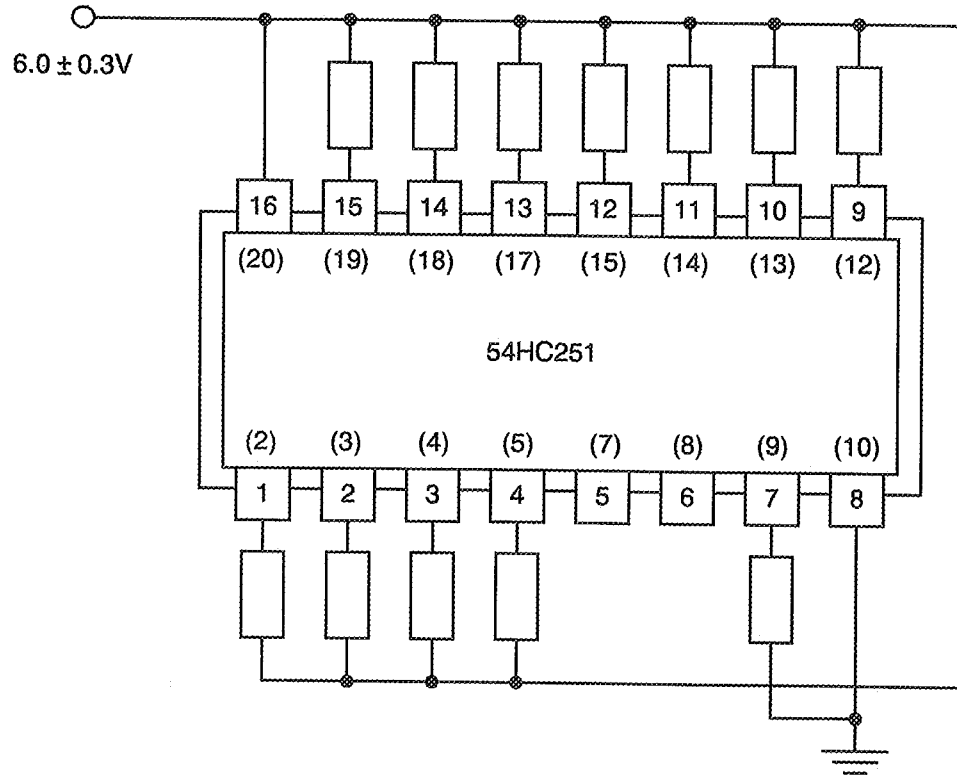 6.0 ± 0.3V
16 15 14 13 12 11 10 9
(20) (19) (18) (17) (15) (14) (13) (12)
54HC251
(2) (3) (4) (5) (7) (8) (9) (10)
1 2 3 4 5 6 7 8